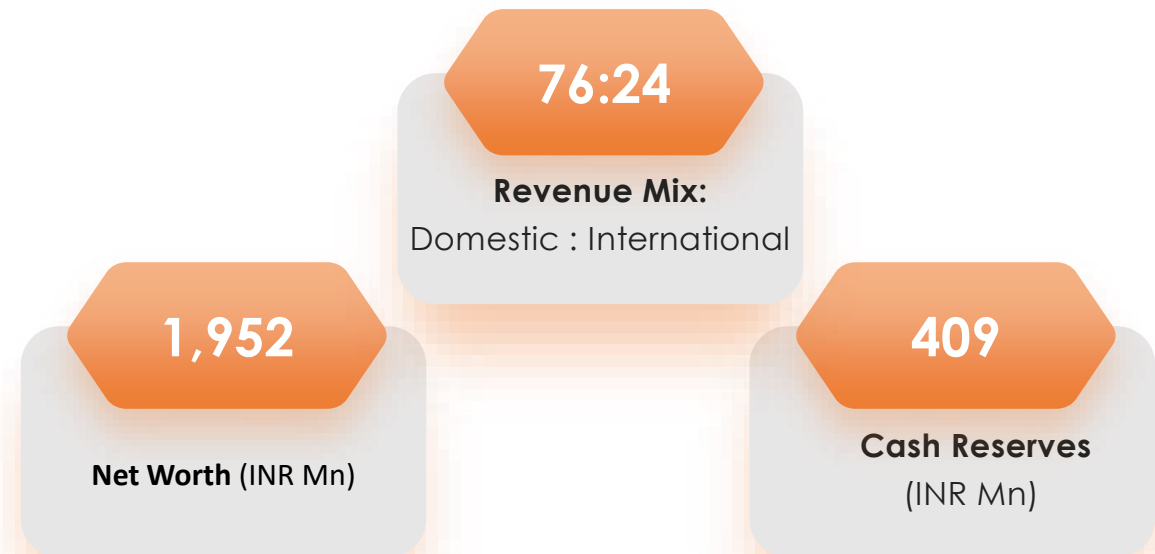 76:24
Revenue Mix:
Domestic : International
1,952
Net Worth (INR Mn)
409
Cash Reserves
(INR Mn)